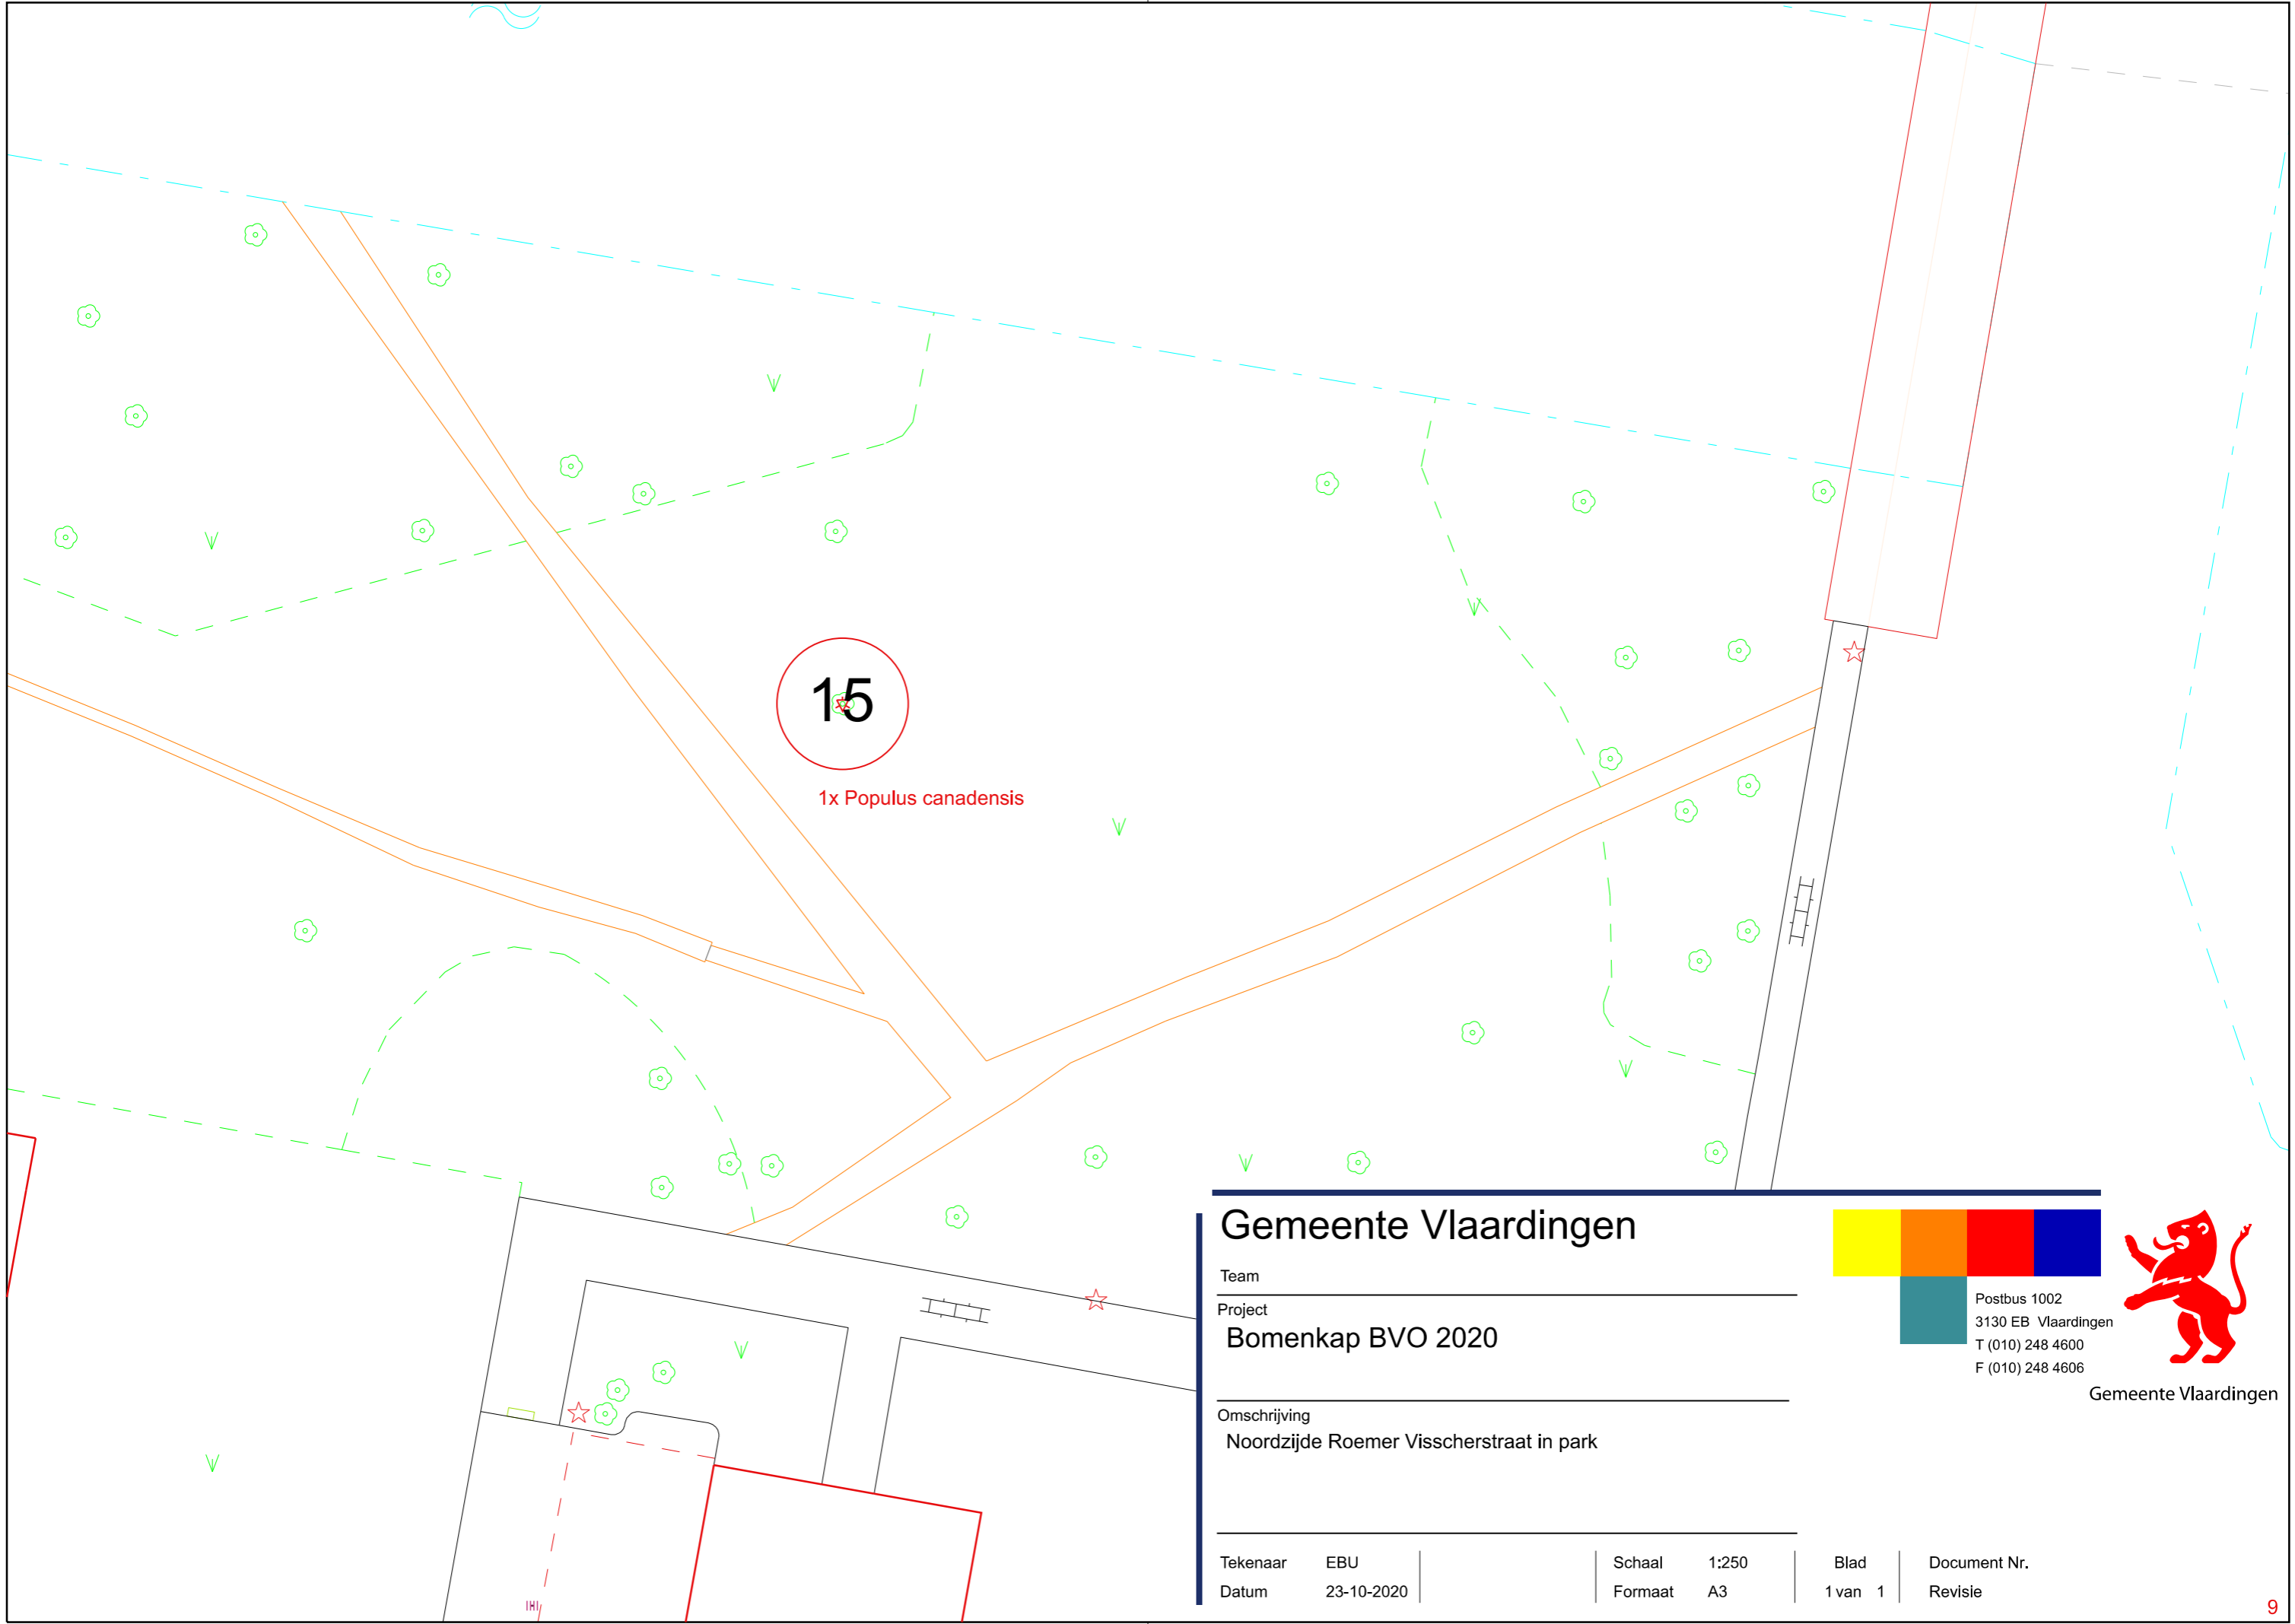 15
1x Populus canadensis
Gemeente Vlaardingen
Team
Project
Bomenkap BVO 2020
Omschrijving
Noordzijde Roemer Visscherstraat in park
Postbus 1002
3130 EB Vlaardingen
T (010) 248 4600
F (010) 248 4606
Gemeente Vlaardingen
Tekenaar EBU Schaal 1:250 Blad Document Nr.
Datum 23-10-2020 Formaat A3 1 van 1 Revisie
9